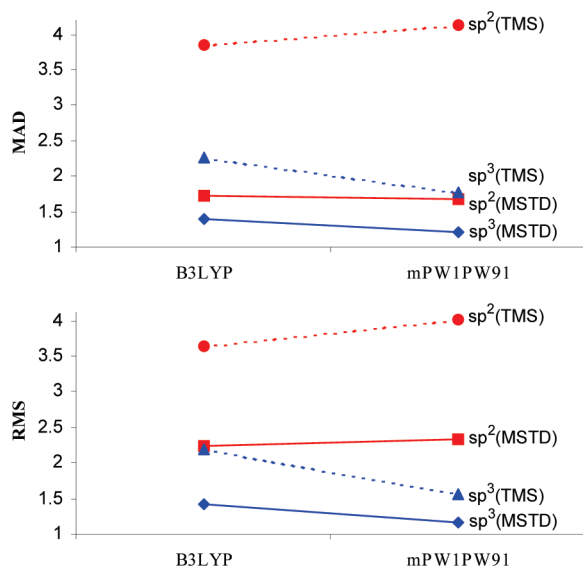 MAD
4
3.5
3
2.5
2
1.5
1
sp²(TMS)
sp³(TMS)
sp²(MSTD)
sp³(MSTD)
B3LYP
mPW1PW91
RMS
4
3.5
3
2.5
2
1.5
1
sp²(TMS)
sp²(MSTD)
sp³(TMS)
sp³(MSTD)
B3LYP
mPW1PW91